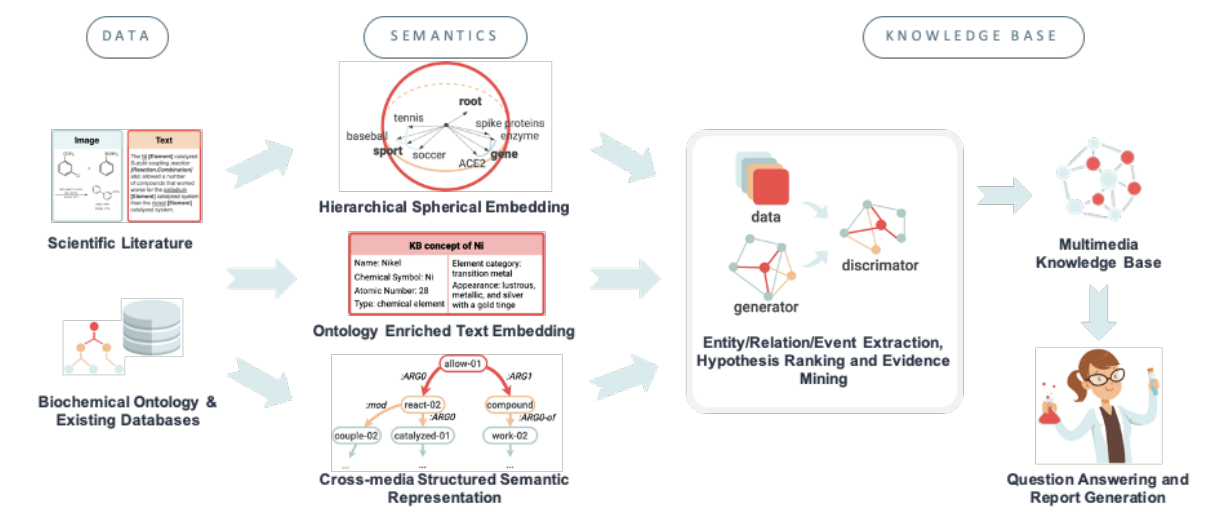 DATA
SEMANTICS
KNOWLEDGE BASE
Image
Text
The Ni [Element] catalyzed
Suzuki coupling reaction
[Reaction.Combination]
also allowed a number
of compounds that worked
worse for the palladium
[Element] catalyzed system
than the nickel [Element]
catalyzed system.
Scientific Literature
Biochemical Ontology &
Existing Databases
root
tennis
spike proteins
baseball
enzyme
sport
soccer
gene
ACE2
Hierarchical Spherical Embedding
KB concept of Ni
Name: Nikel
Chemical Symbol: Ni
Atomic Number: 28
Type: chemical element
Element category:
transition metal
Appearance: lustrous,
metallic, and silver
with a gold tinge
Ontology Enriched Text Embedding
allow-01
:ARG0
:ARG1
react-02
compound
:mod
:ARG0
:ARG0-of
couple-02
catalyzed-01
work-02
...
...
...
Cross-media Structured Semantic
Representation
data
generator
discrimator
Entity/Relation/Event Extraction,
Hypothesis Ranking and Evidence
Mining
Multimedia
Knowledge Base
Question Answering and
Report Generation